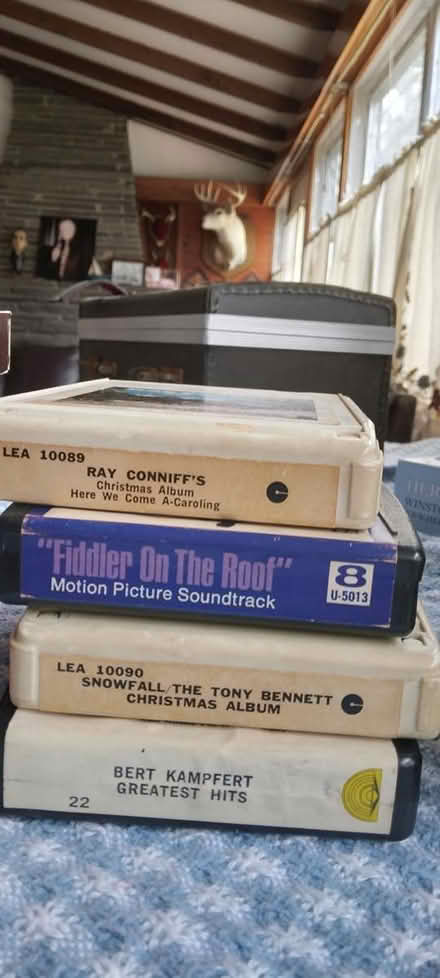 LEA 10089
RAY CONNIFF'S
Christmas Album
Here We Come A-Caroling
"Fiddler On The Roof"
Motion Picture Soundtrack
8
U-5013
LEA 10090
SNOWFALL/THE TONY BENNETT
CHRISTMAS ALBUM
BERT KAMPFERT
GREATEST HITS
22